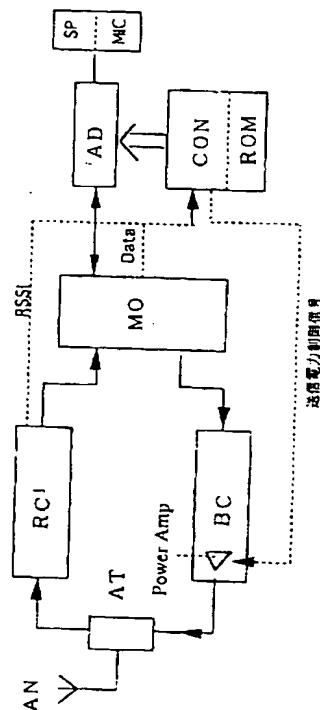 AN
AT
RC
RSSI
Power Amp
BC
MO
Data
AD
SP
MIC
CON
ROM
送信電力制御信号